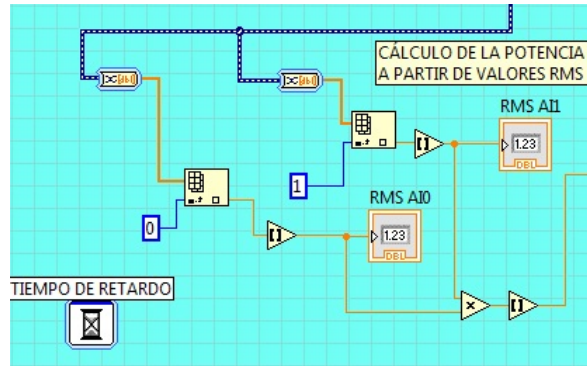 CÁLCULO DE LA POTENCIA
A PARTIR DE VALORES RMS
RMS AI1
1.23
DBL
1
RMS AI0
1.23
DBL
0
x
TIEMPO DE RETARDO